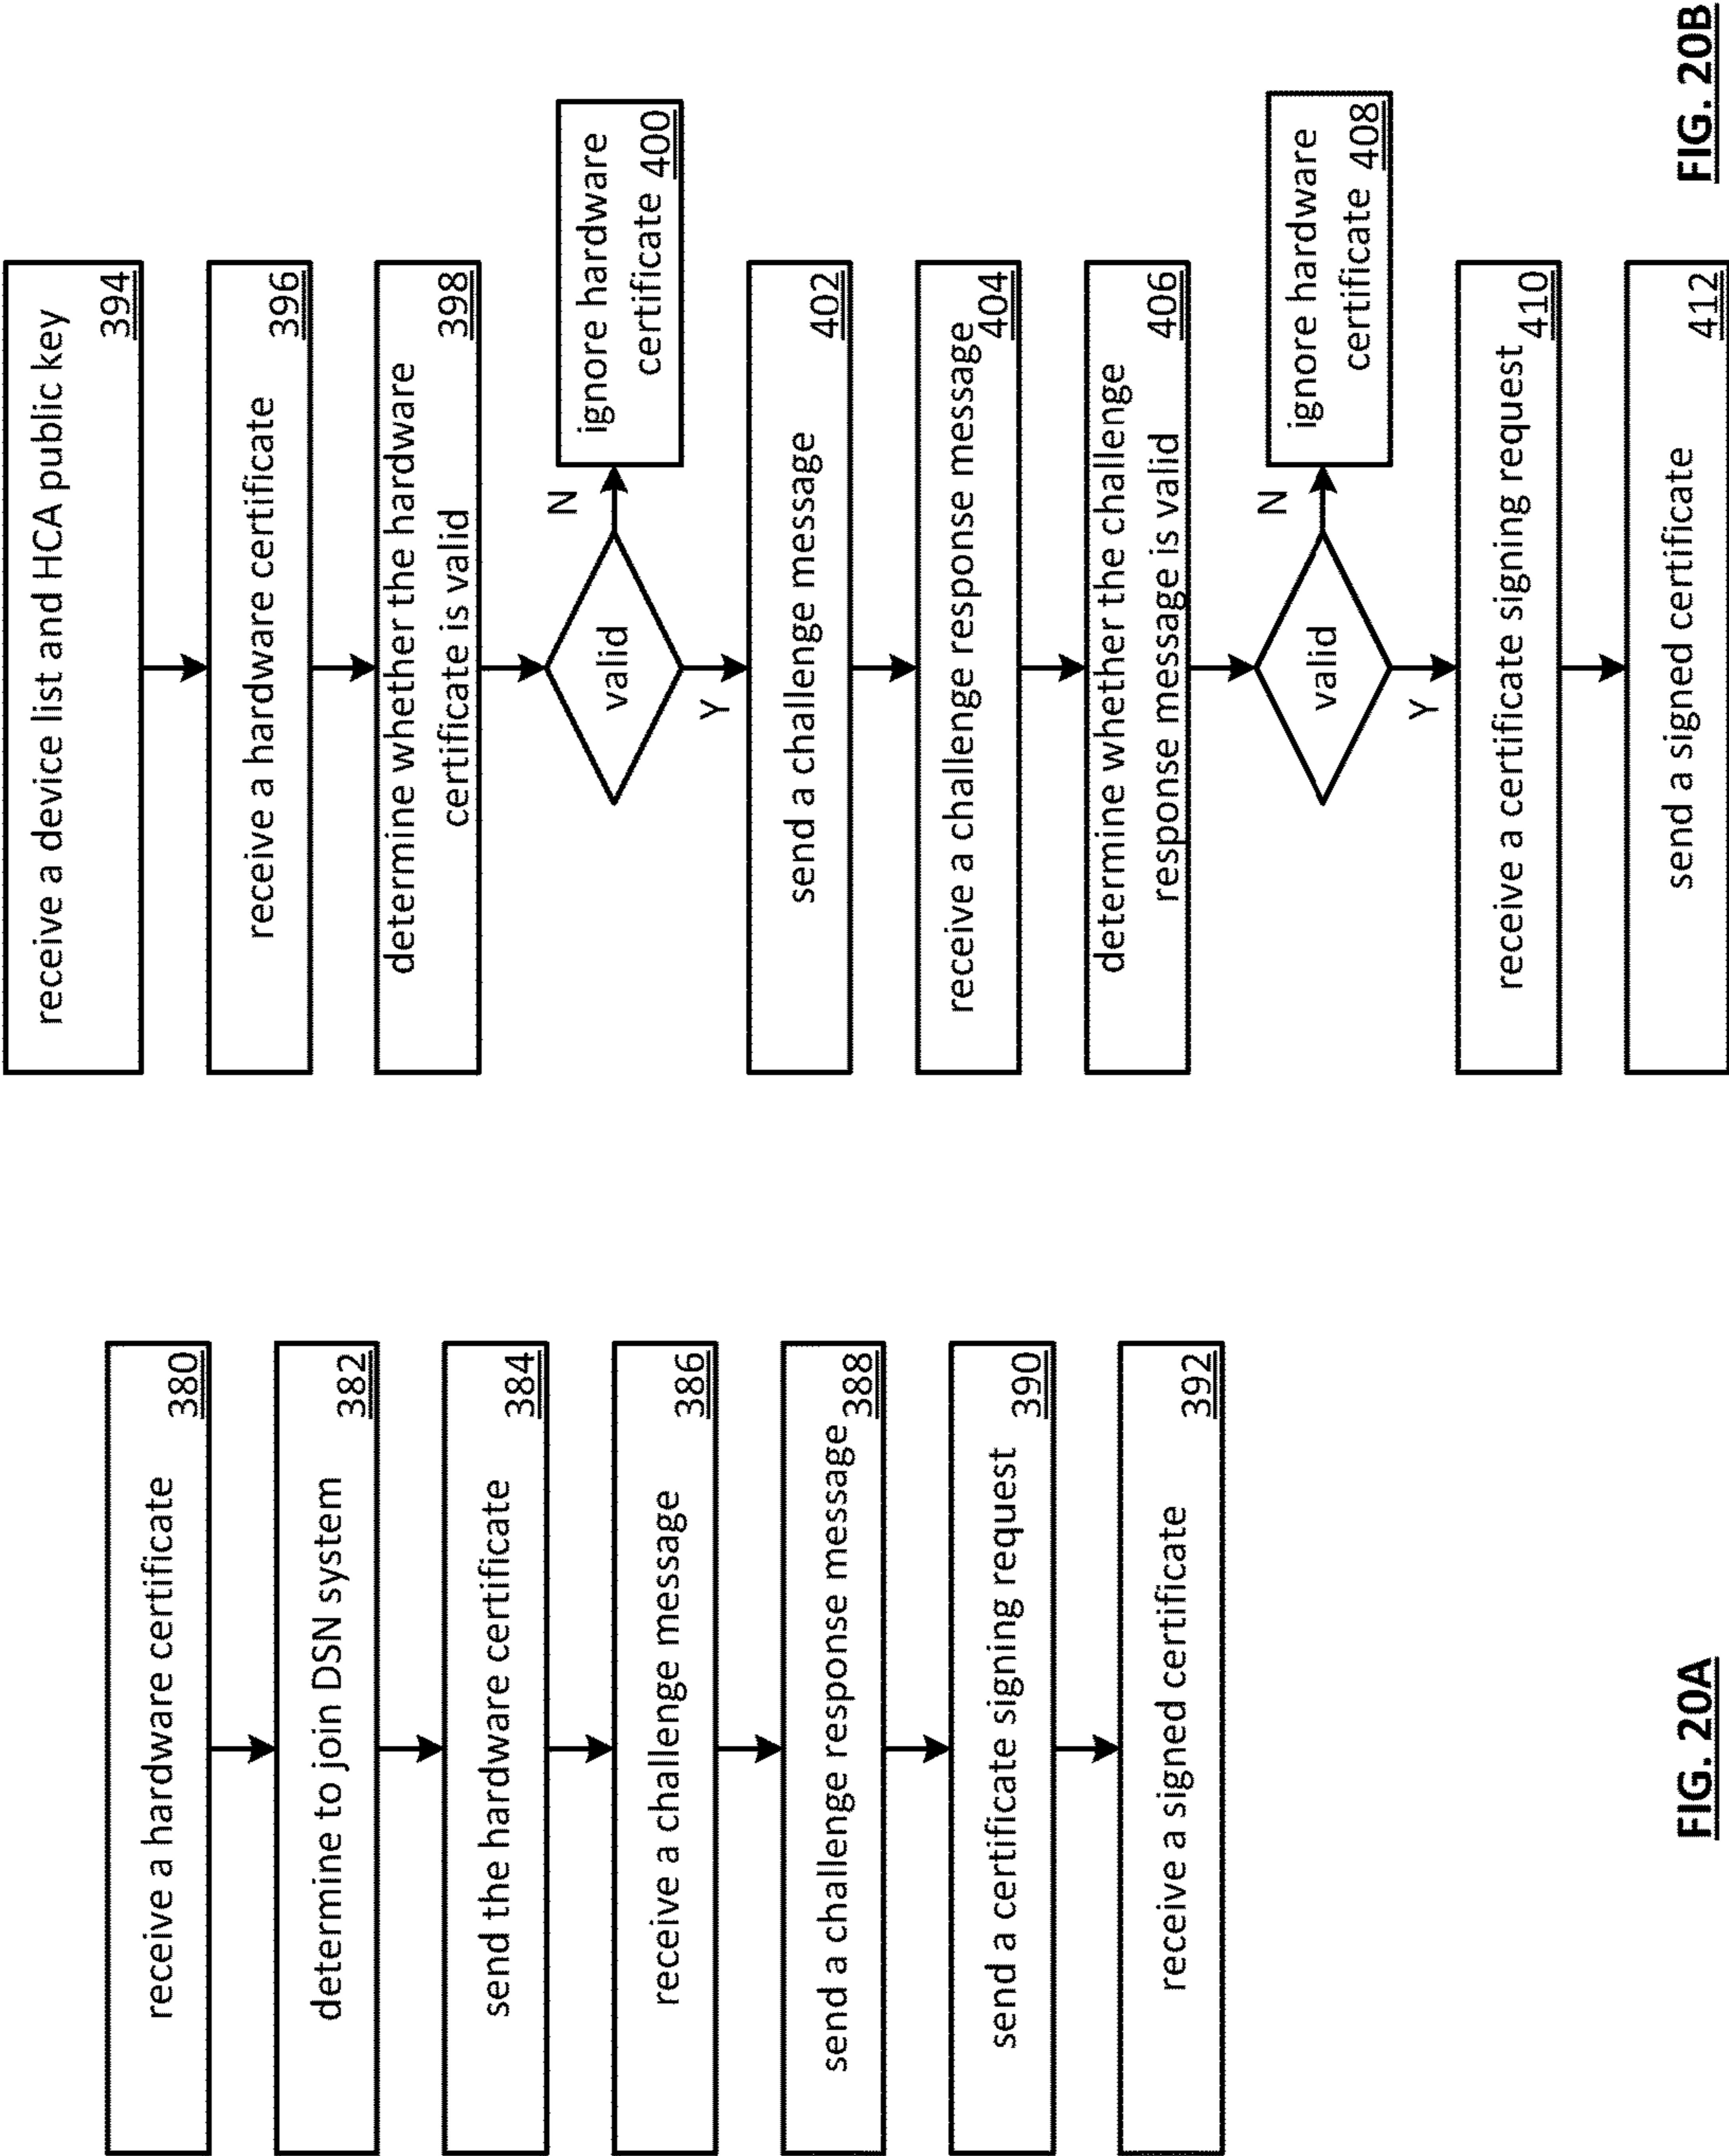 receive a hardware certificate 380
determine to join DSN system 382
send the hardware certificate 384
receive a challenge message 386
send a challenge response message 388
send a certificate signing request 390
receive a signed certificate 392
FIG. 20A
receive a device list and HCA public key
394
receive a hardware certificate 396
determine whether the hardware 398
certificate is valid
valid
N
ignore hardware
certificate 400
Y
send a challenge message 402
receive a challenge response message 404
determine whether the challenge 406
response message is valid
valid
N
ignore hardware
certificate 408
Y
receive a certificate signing request 410
send a signed certificate 412
FIG. 20B